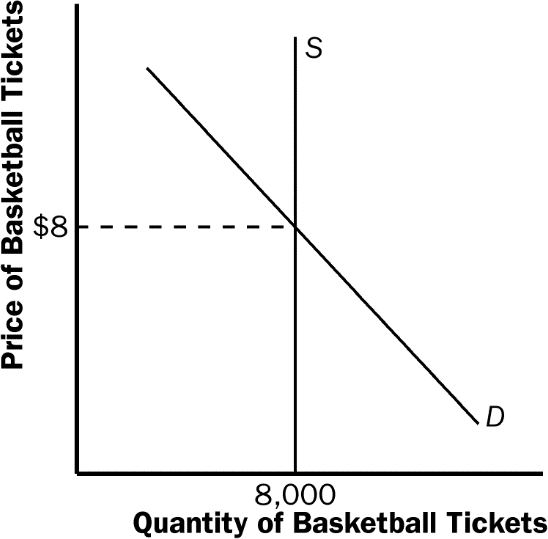 Price of Basketball Tickets
S
$8
D
8,000
Quantity of Basketball Tickets